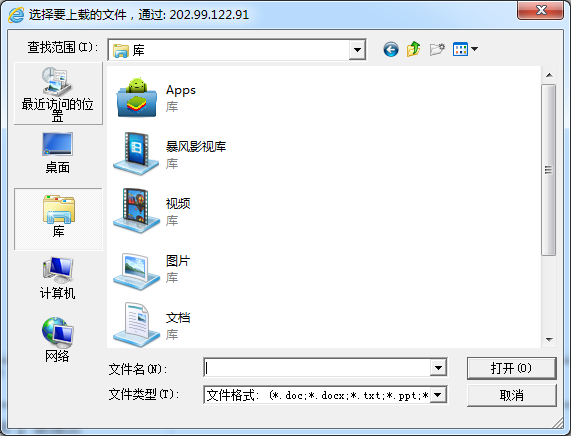 选择要上载的文件，通过: 202.99.122.91
查找范围(I):
库
最近访问的位
置
桌面
库
计算机
网络
Apps
库
暴风影视库
库
视频
库
图片
库
文档
库
文件名(N):
打开(O)
文件类型(T):
文件格式: (*.doc;*.docx;*.txt;*.ppt;*
取消